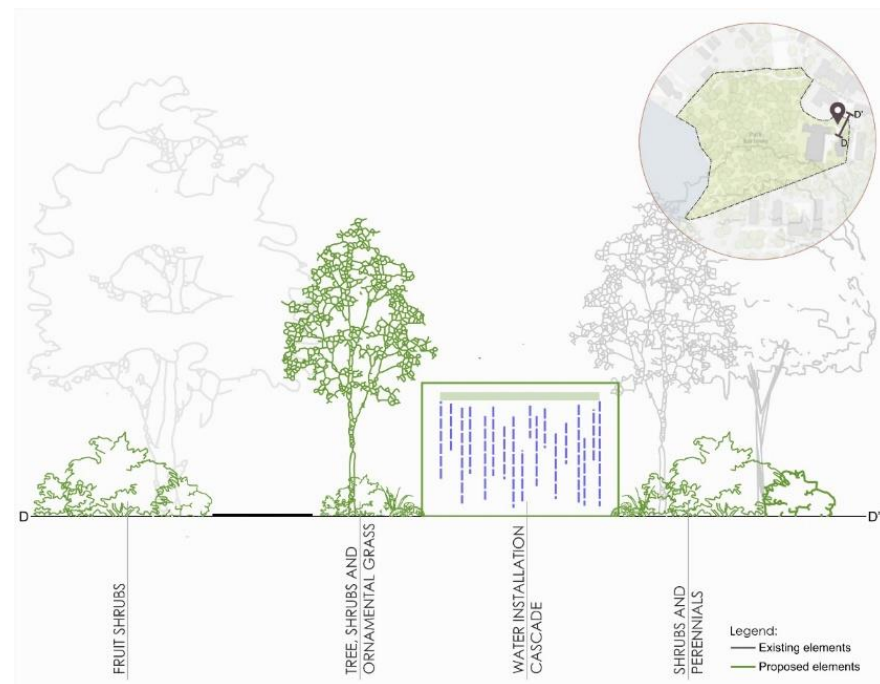 D'
D
D
D'
FRUIT SHRUBS
TREE, SHRUBS AND
ORNAMENTAL GRASS
WATER INSTALLATION
CASCADE
SHRUBS AND
PERENNIALS
Legend:
Existing elements
Proposed elements